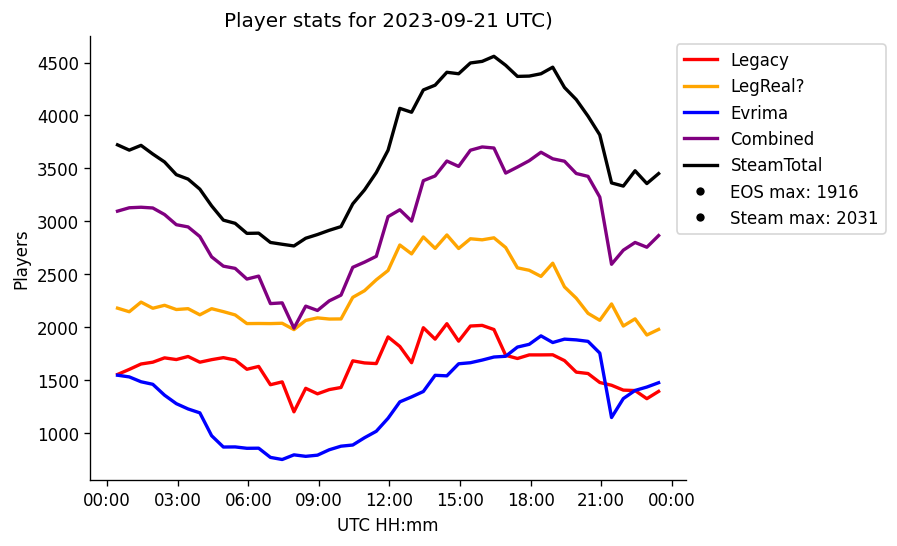 Player stats for 2023-09-21 UTC)
Legacy
LegReal?
Evrima
Combined
SteamTotal
EOS max: 1916
Steam max: 2031
Players
4500
4000
3500
3000
2500
2000
1500
1000
00:00 03:00 06:00 09:00 12:00 15:00 18:00 21:00 00:00
UTC HH:mm